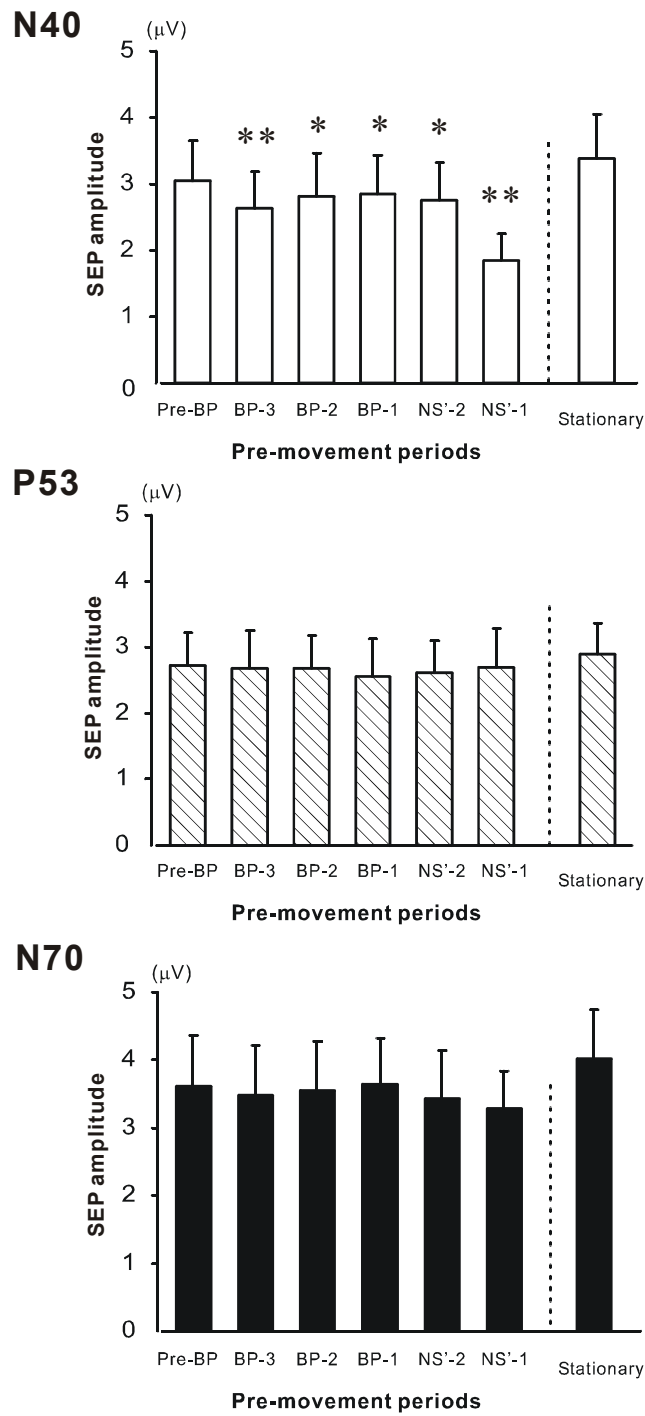 N40
(μV)
5
4
3
2
1
0
SEP amplitude
** * * * **
Pre-BP BP-3 BP-2 BP-1 NS'-2 NS'-1 Stationary
Pre-movement periods
P53
(μV)
5
4
3
2
1
0
SEP amplitude
Pre-BP BP-3 BP-2 BP-1 NS'-2 NS'-1 Stationary
Pre-movement periods
N70
(μV)
5
4
3
2
1
0
SEP amplitude
Pre-BP BP-3 BP-2 BP-1 NS'-2 NS'-1 Stationary
Pre-movement periods